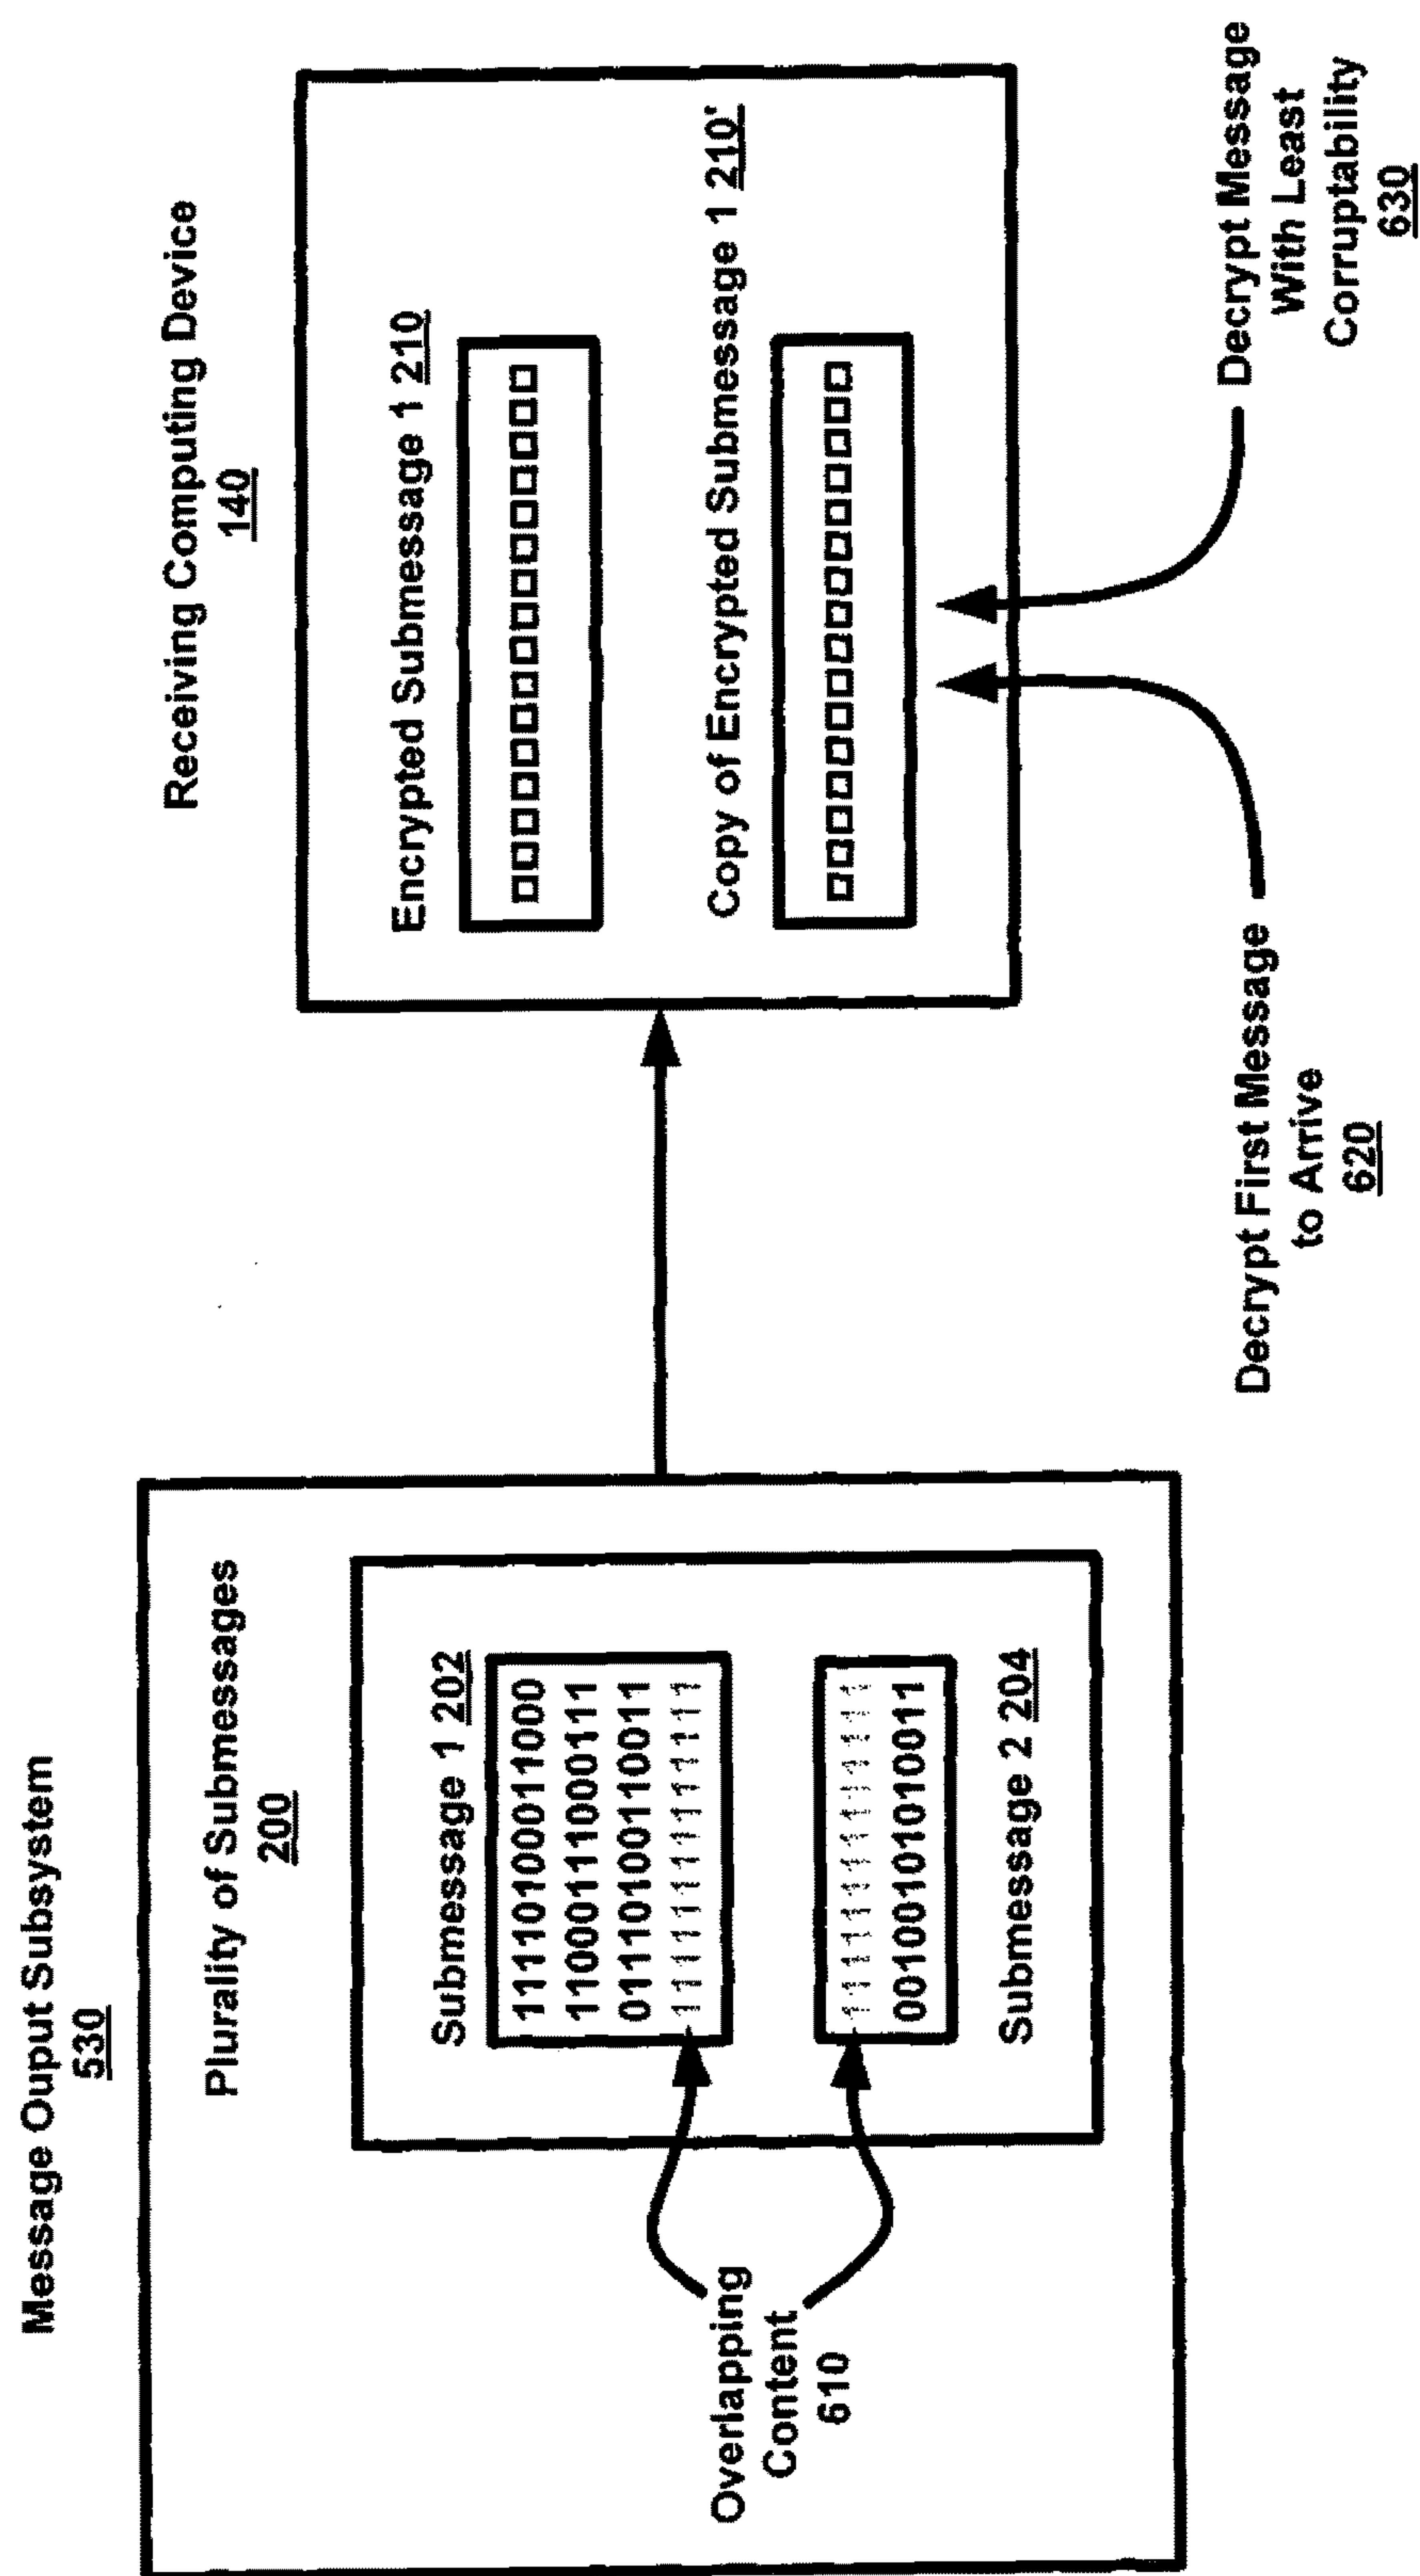 Message Ouput Subsystem
530
Plurality of Submessages
200
Submessage 1 202
11110100011000
11000111000111
01110100110011
11111111111111
11111111111111
00100101010011
Submessage 2 204
Overlapping
Content
610
Receiving Computing Device
140
Encrypted Submessage 1 210
Copy of Encrypted Submessage 1 210'
Decrypt First Message
to Arrive
620
Decrypt Message
With Least
Corruptability
630